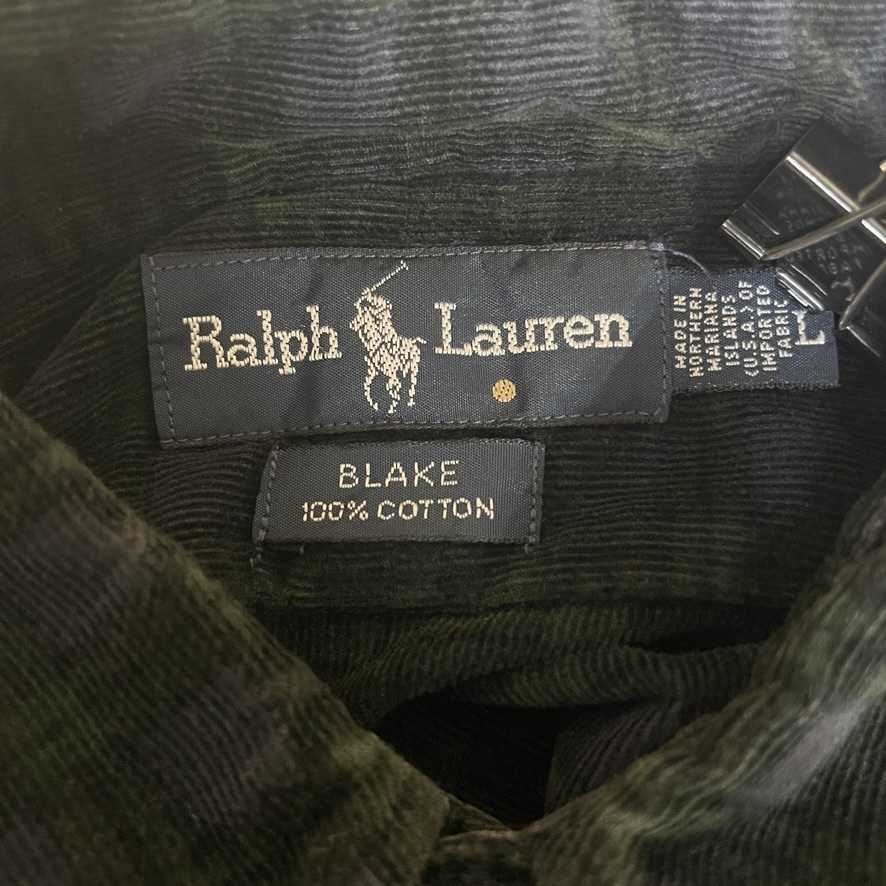 Ralph Lauren
BLAKE
100% COTTON
MADE IN
NORTHERN
MARIANA
ISLANDS
(U.S.A.) OF
IMPORTED
FABRIC
L